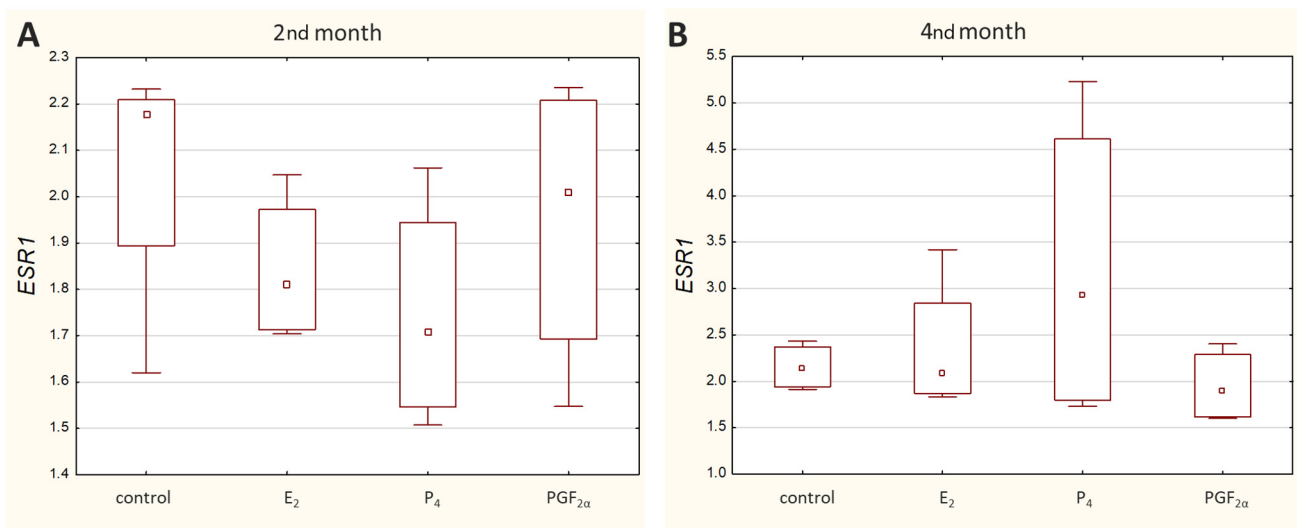 A
2nd month
2.3
2.2
2.1
2.0
1.9
1.8
1.7
1.6
1.5
1.4
ESR1
control E₂ P₄ PGF₂α
B
4nd month
5.5
5.0
4.5
4.0
3.5
3.0
2.5
2.0
1.5
1.0
ESR1
control E₂ P₄ PGF₂α